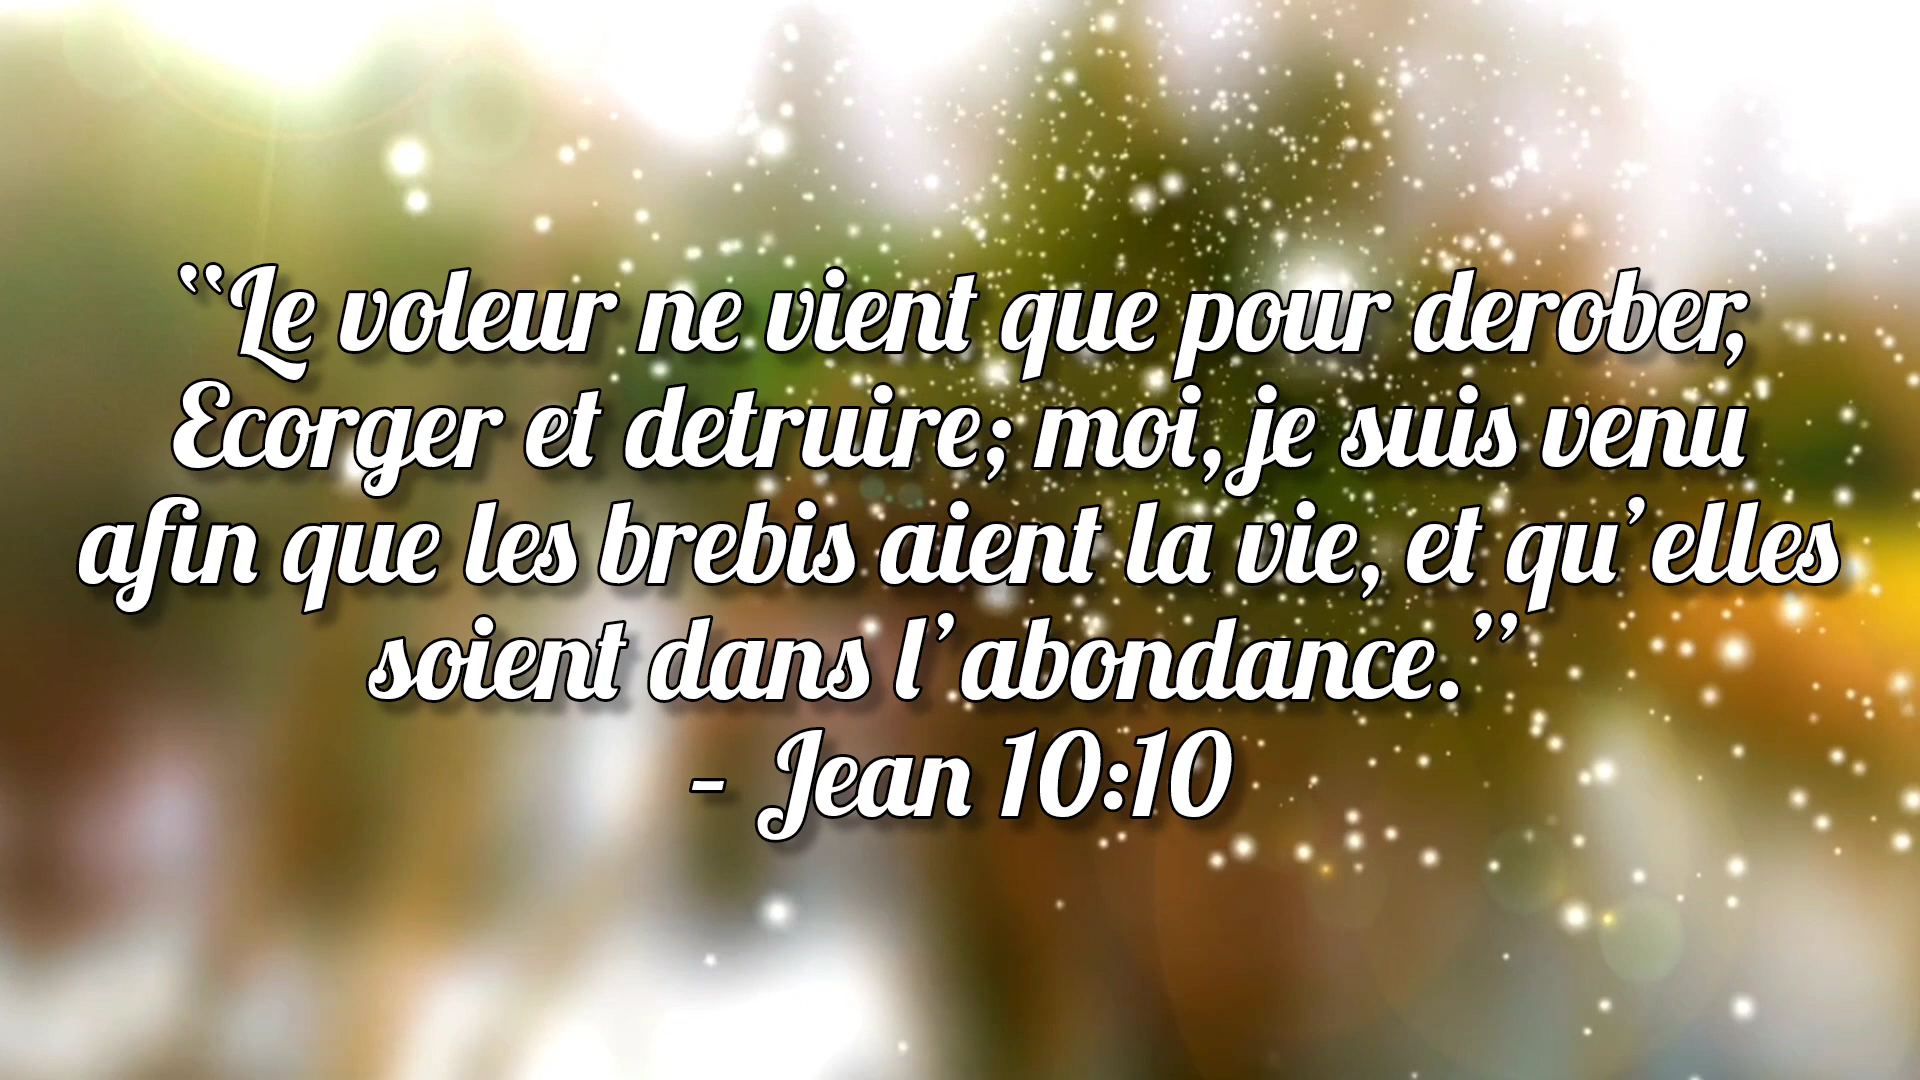 “Le voleur ne vient que pour derober,
Ecorger et detruire; moi, je suis venu
afin que les brebis aient la vie, et qu’elles
soient dans l’abondance.”
- Jean 10:10